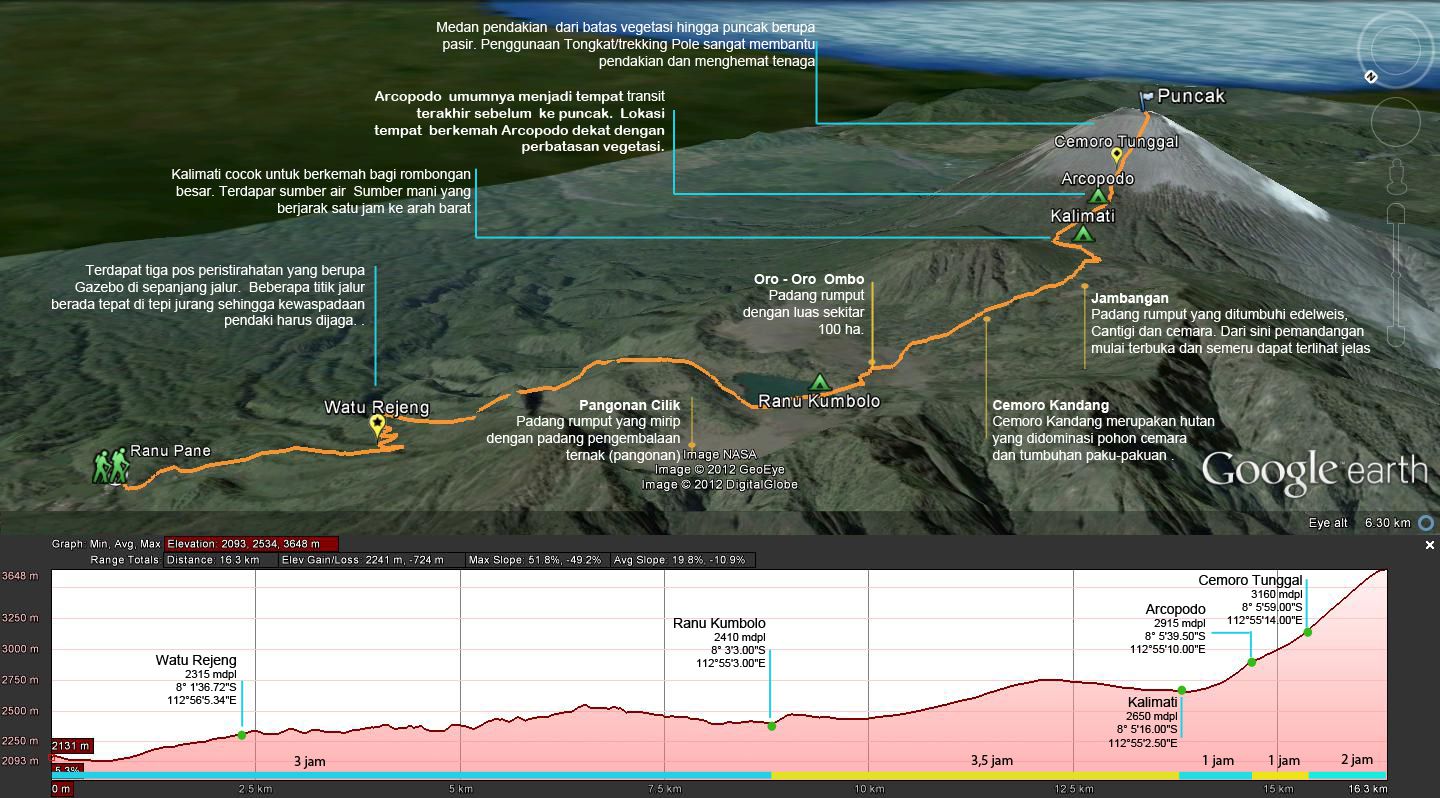 Medan pendakian  dari batas vegetasi hingga puncak berupa
pasir. Penggunaan Tongkat/trekking Pole sangat membantu
pendakian dan menghemat tenaga
Arcopodo  umumnya menjadi tempat transit
terakhir sebelum  ke puncak.  Lokasi
tempat  berkemah Arcopodo dekat dengan
perbatasan vegetasi.
Kalimati cocok untuk berkemah bagi rombongan
besar. Terdapar sumber air  Sumber mani yang
berjarak satu jam ke arah barat
Terdapat tiga pos peristirahatan yang berupa
Gazebo di sepanjang jalur.  Beberapa titik jalur
berada tepat di tepi jurang sehingga kewaspadaan
pendaki harus dijaga. .
N
Puncak
Cemoro Tunggal
Arcopodo
Kalimati
Oro - Oro  Ombo
Padang rumput
dengan luas sekitar
100 ha.
Jambangan
Padang rumput yang ditumbuhi edelweis,
Cantigi dan cemara. Dari sini pemandangan
mulai terbuka dan semeru dapat terlihat jelas
Watu Rejeng
Ranu Kumbolo
Ranu Pane
Pangonan Cilik
Padang rumput yang mirip
dengan padang pengembalaan
ternak (pangonan)
Cemoro Kandang
Cemoro Kandang merupakan hutan
yang didominasi pohon cemara
dan tumbuhan paku-pakuan .
Image NASA
Image © 2012 GeoEye
Image © 2012 DigitalGlobe
Google earth
Eye alt 6.30 km
Graph: Min, Avg, Max Elevation: 2093, 2534, 3648 m
Range Totals: Distance: 16.3 km Elev Gain/Loss: 2241 m, -724 m Max Slope: 51.8%, -49.2% Avg Slope: 19.8%, -10.9%
3648 m
3250 m
3000 m
2750 m
2500 m
2250 m
2093 m
2131 m
5.3%
Watu Rejeng
2315 mdpl
8° 1'36.72"S
112°56'5.34"E
Ranu Kumbolo
2410 mdpl
8° 3'3.00"S
112°55'3.00"E
Kalimati
2650 mdpl
8° 5'16.00"S
112°55'2.50"E
Arcopodo
2915 mdpl
8° 5'39.50"S
112°55'10.00"E
Cemoro Tunggal
3160 mdpl
8° 5'59.00"S
112°55'14.00"E
3 jam
3,5 jam
1 jam
1 jam
2 jam
0 m
2.5 km
5 km
7.5 km
10 km
12.5 km
15 km
16.3 km